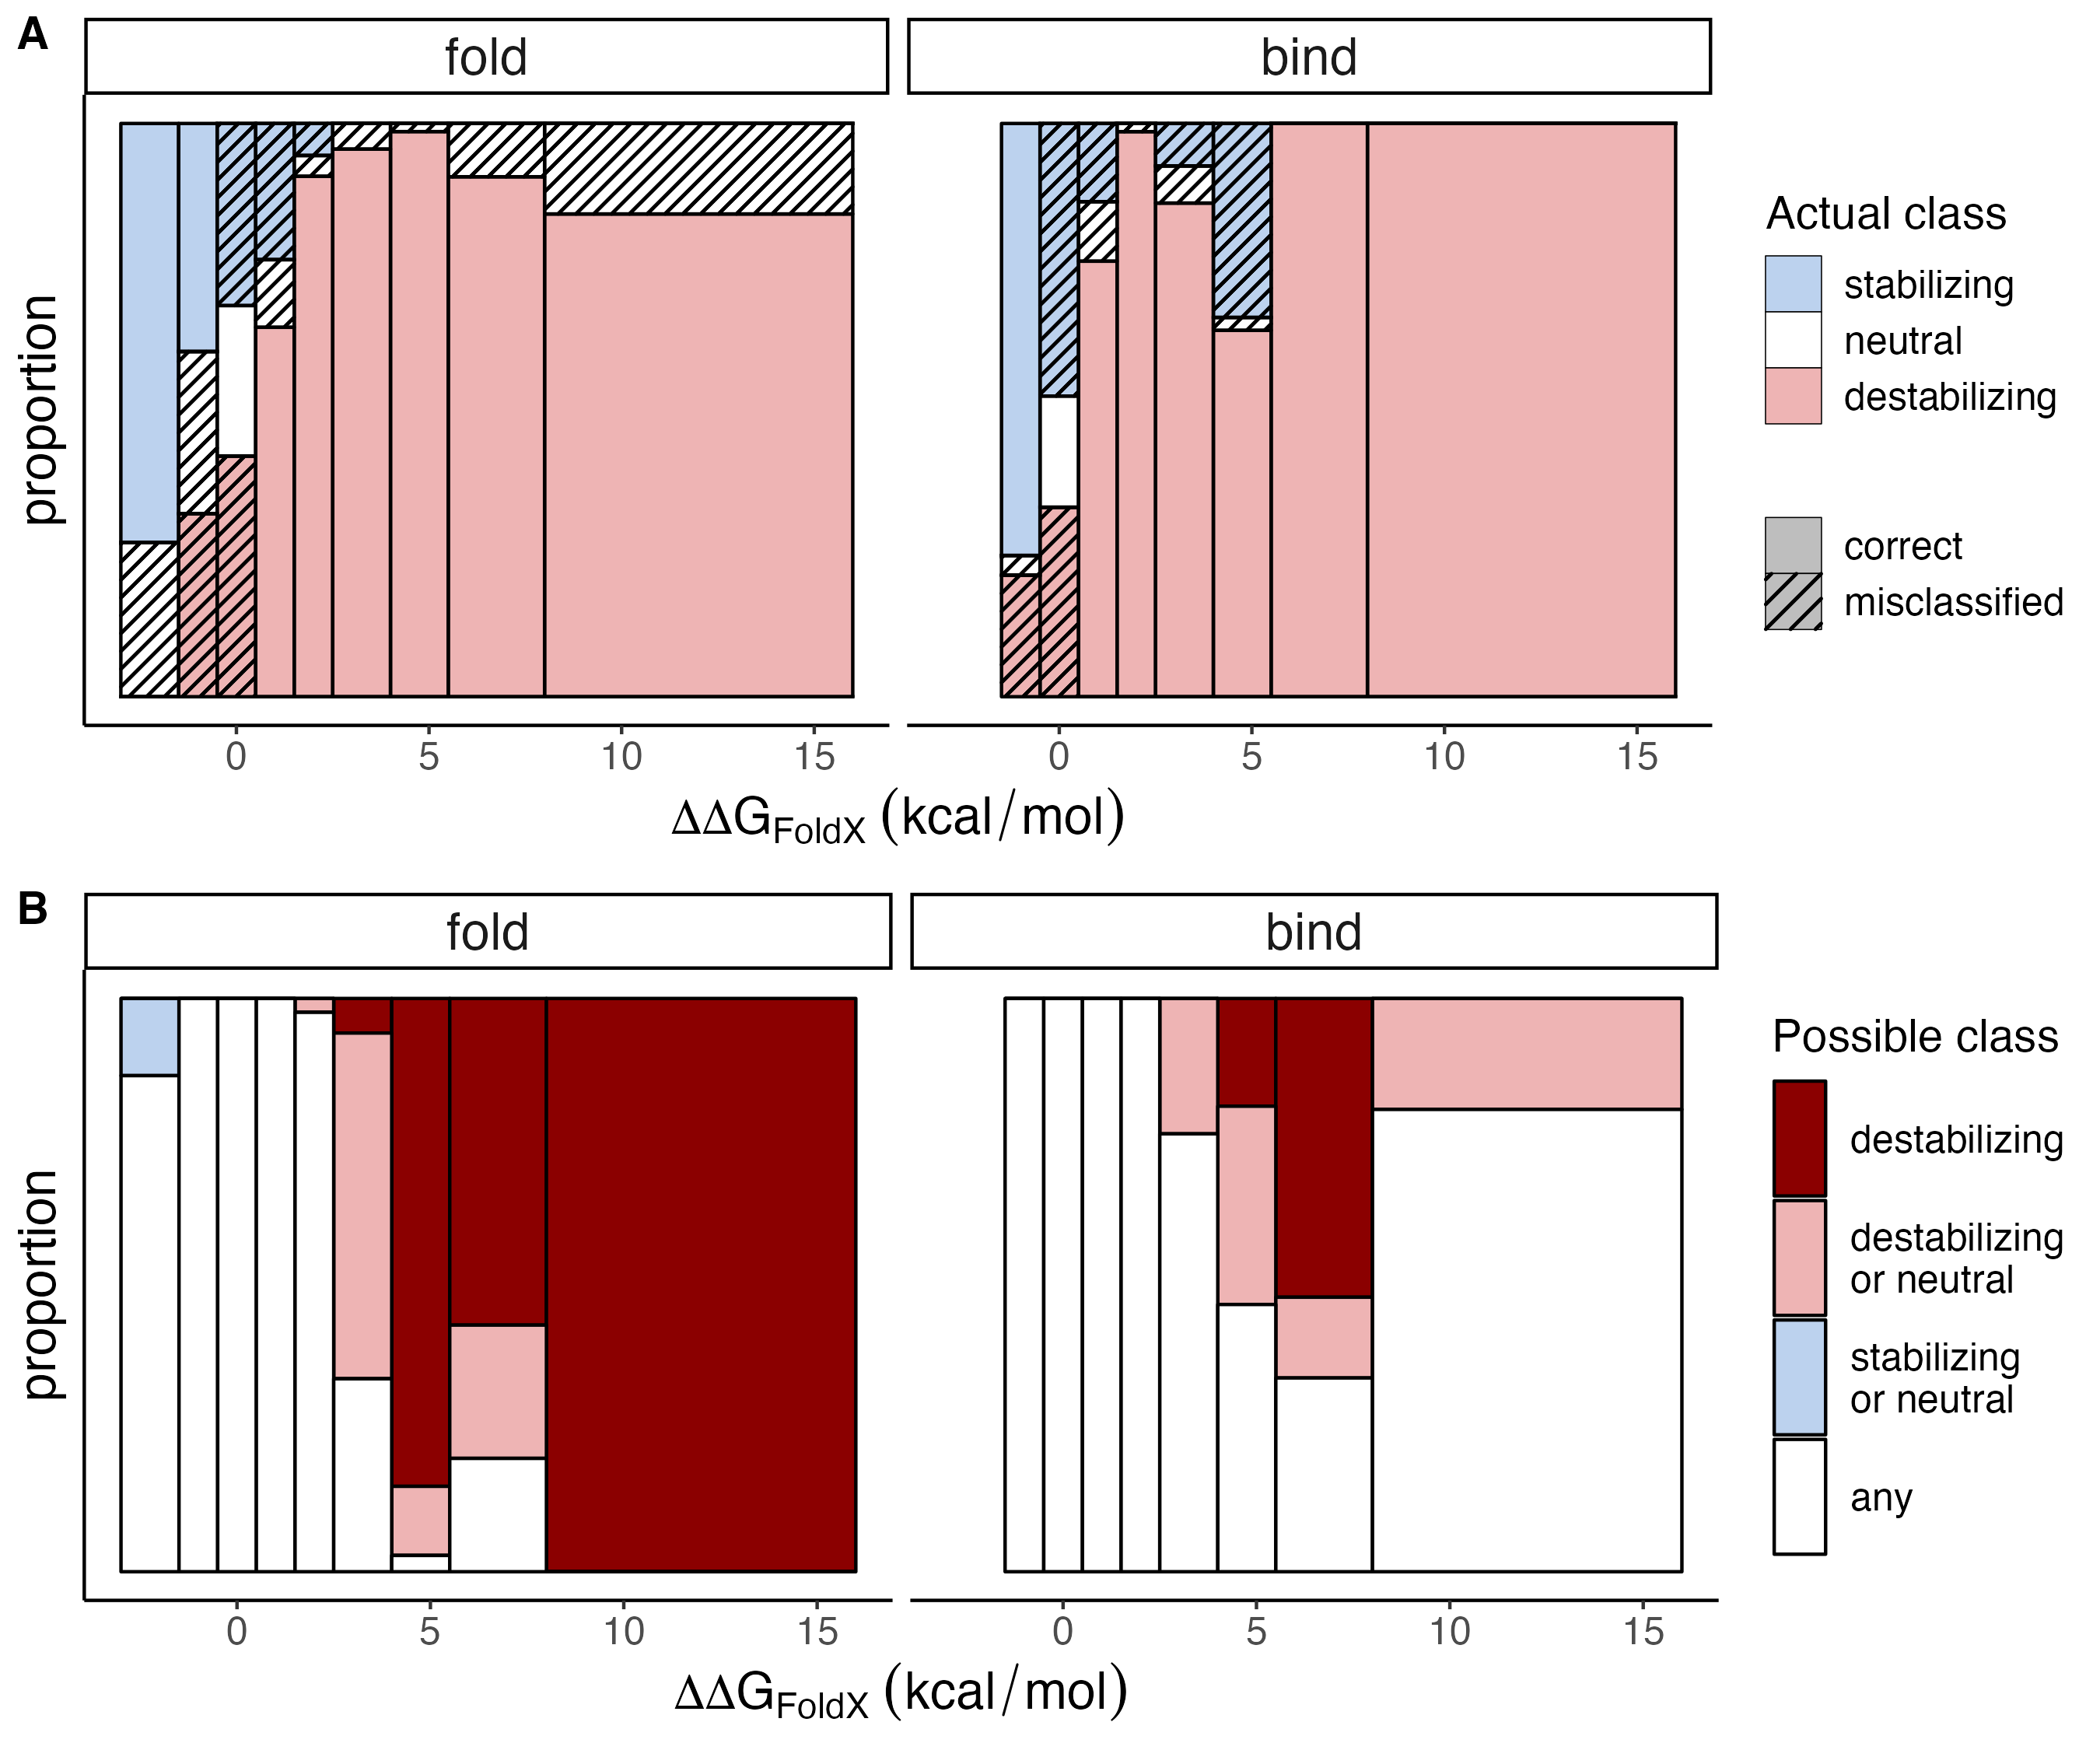 A
fold
bind
proportion
0 5 10 15
0 5 10 15
ΔΔG_FoldX (kcal/mol)
Actual class
stabilizing
neutral
destabilizing
correct
misclassified
B
fold
bind
proportion
0 5 10 15
0 5 10 15
ΔΔG_FoldX (kcal/mol)
Possible class
destabilizing
destabilizing
or neutral
stabilizing
or neutral
any